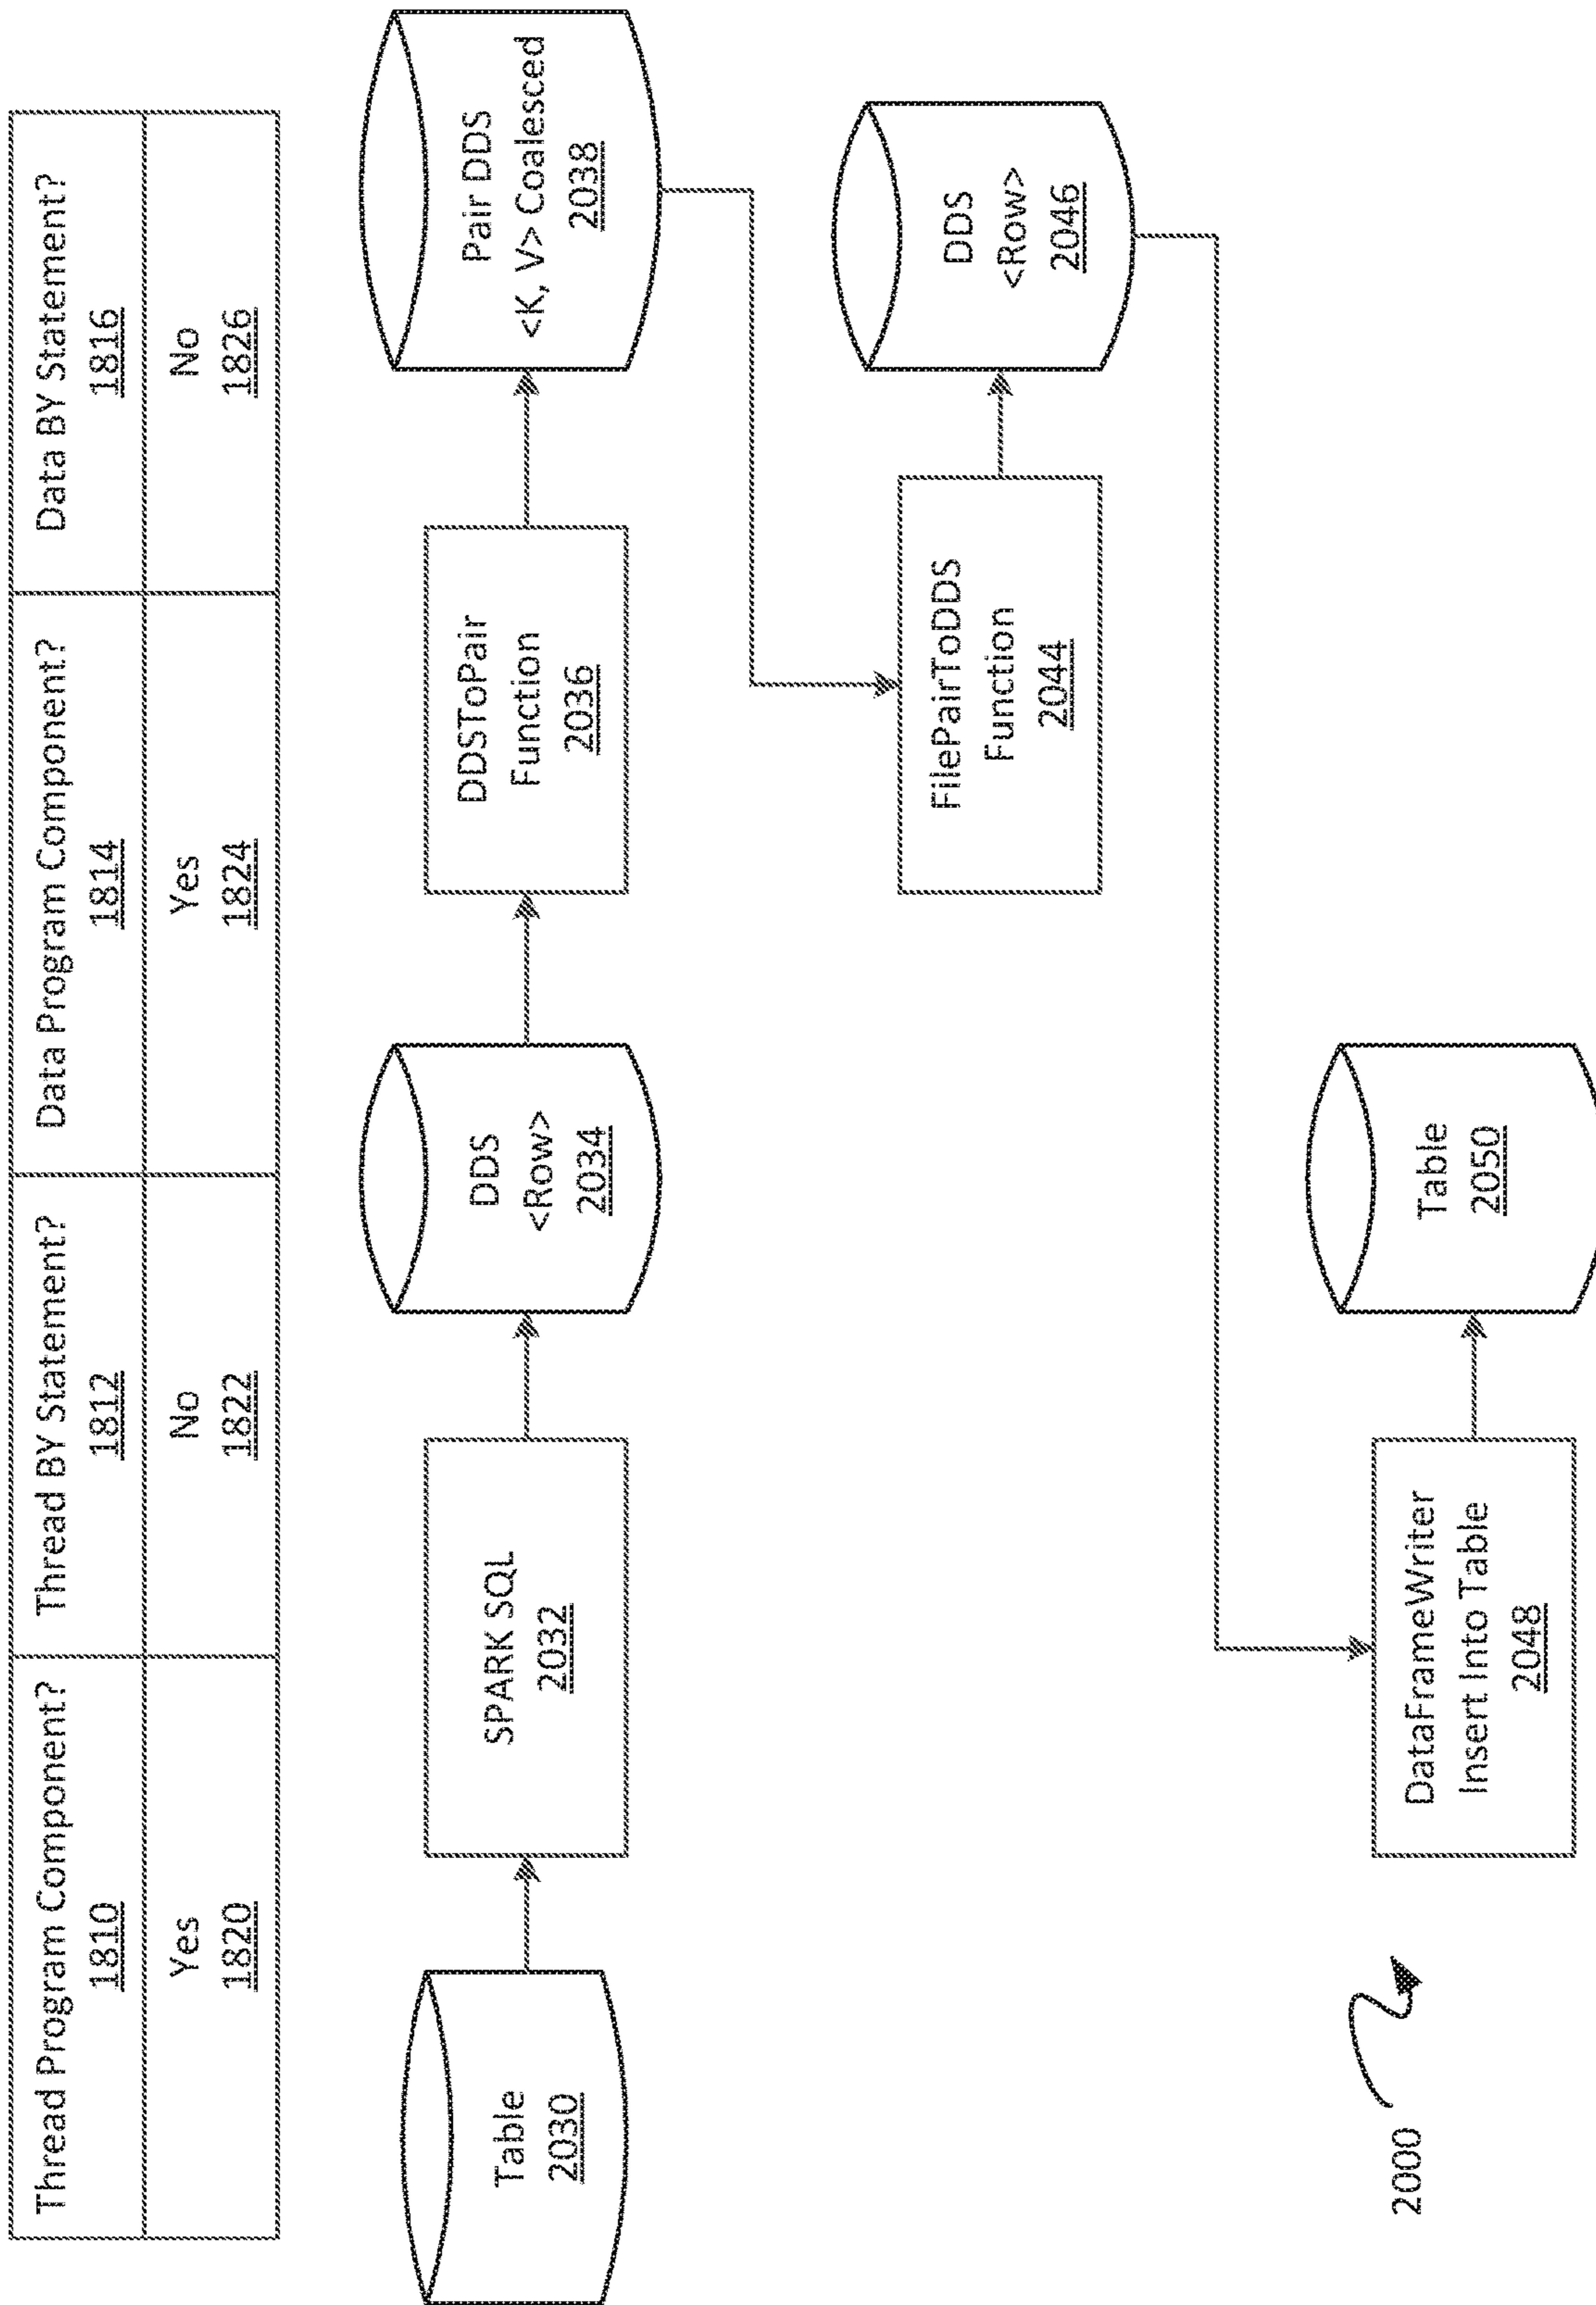 Thread Program Component?
1810
Thread BY Statement?
1812
Data Program Component?
1814
Data BY Statement?
1816
Yes
1820
No
1822
Yes
1824
No
1826
Table
2030
SPARK SQL
2032
DDS
<Row>
2034
DDSToPair
Function
2036
Pair DDS
<K, V> Coalesced
2038
FilePairToDDS
Function
2044
DDS
<Row>
2046
DataFrameWriter
Insert Into Table
2048
Table
2050
2000